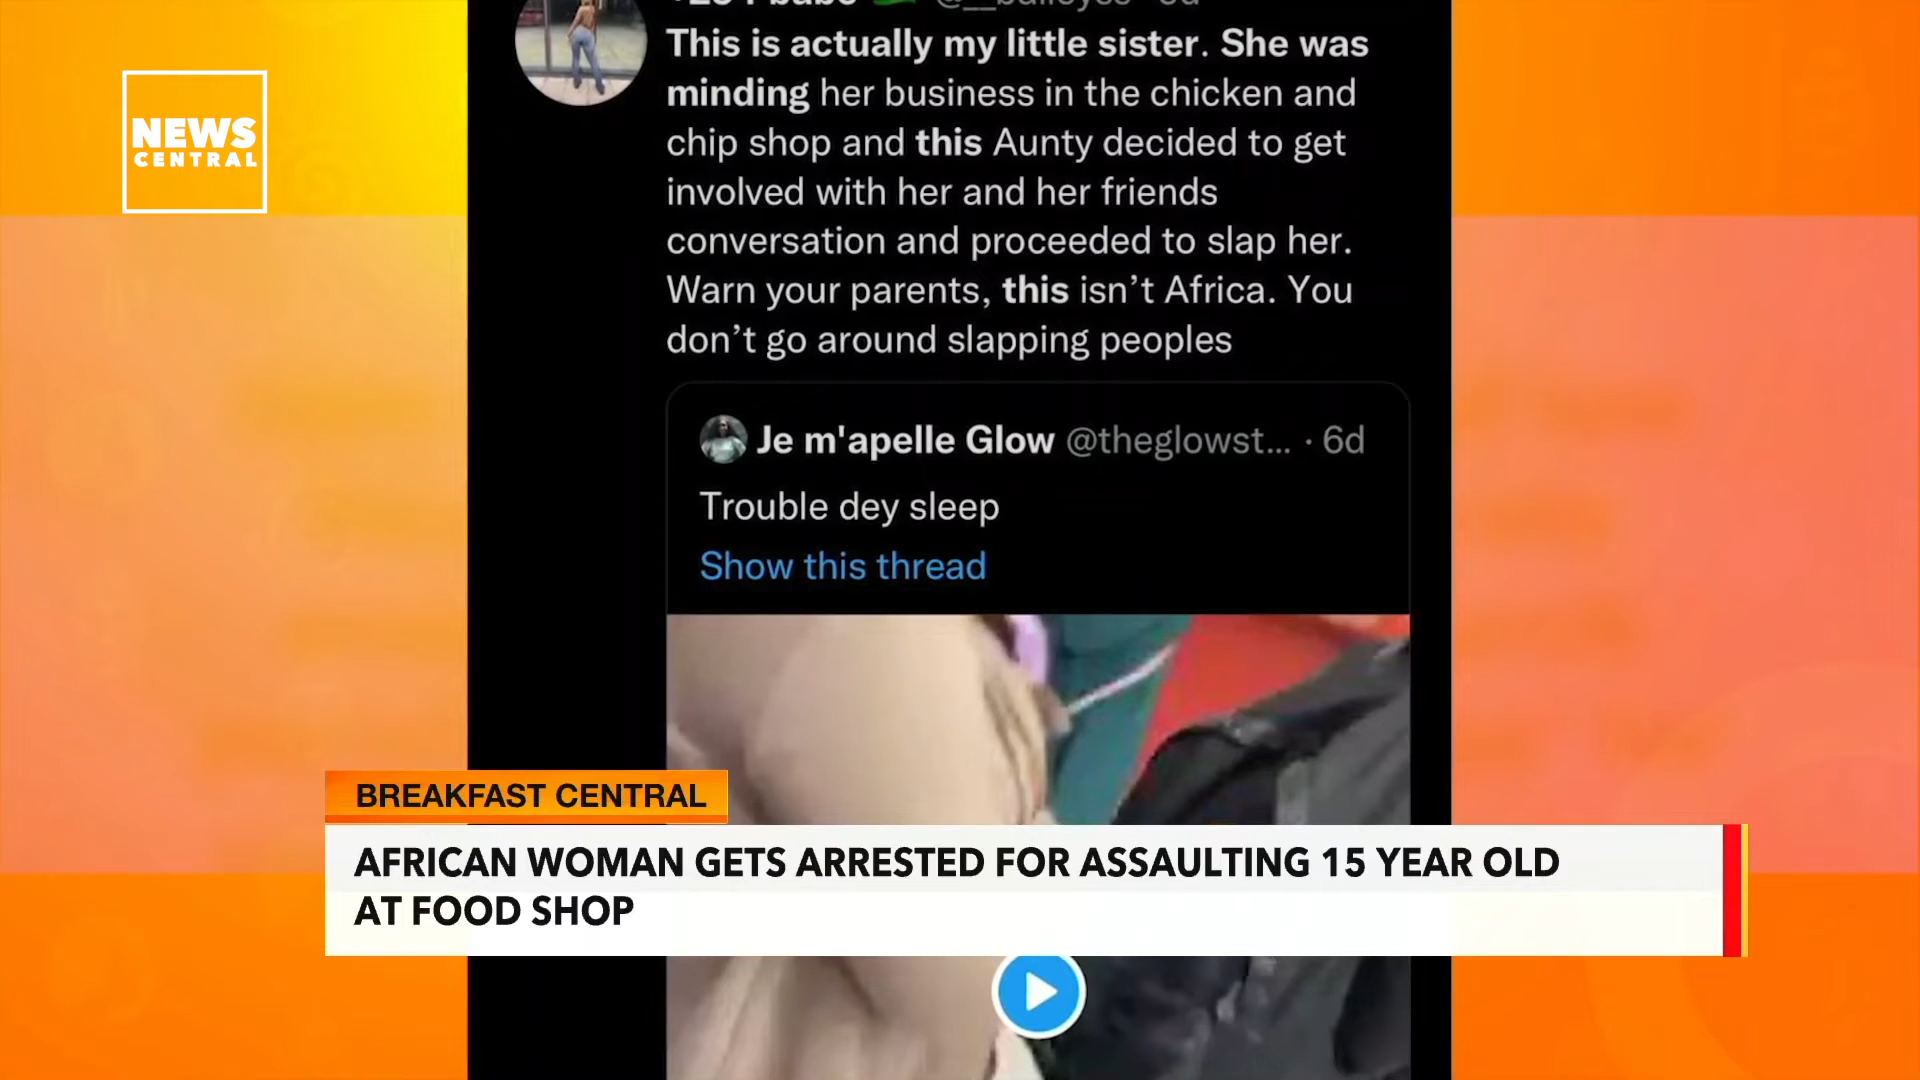 This is actually my little sister. She was
minding her business in the chicken and
chip shop and this Aunty decided to get
involved with her and her friends
conversation and proceeded to slap her.
Warn your parents, this isn’t Africa. You
don’t go around slapping peoples
NEWS
CENTRAL
Je m'apelle Glow @theglowst... · 6d
Trouble dey sleep
Show this thread
BREAKFAST CENTRAL
AFRICAN WOMAN GETS ARRESTED FOR ASSAULTING 15 YEAR OLD
AT FOOD SHOP